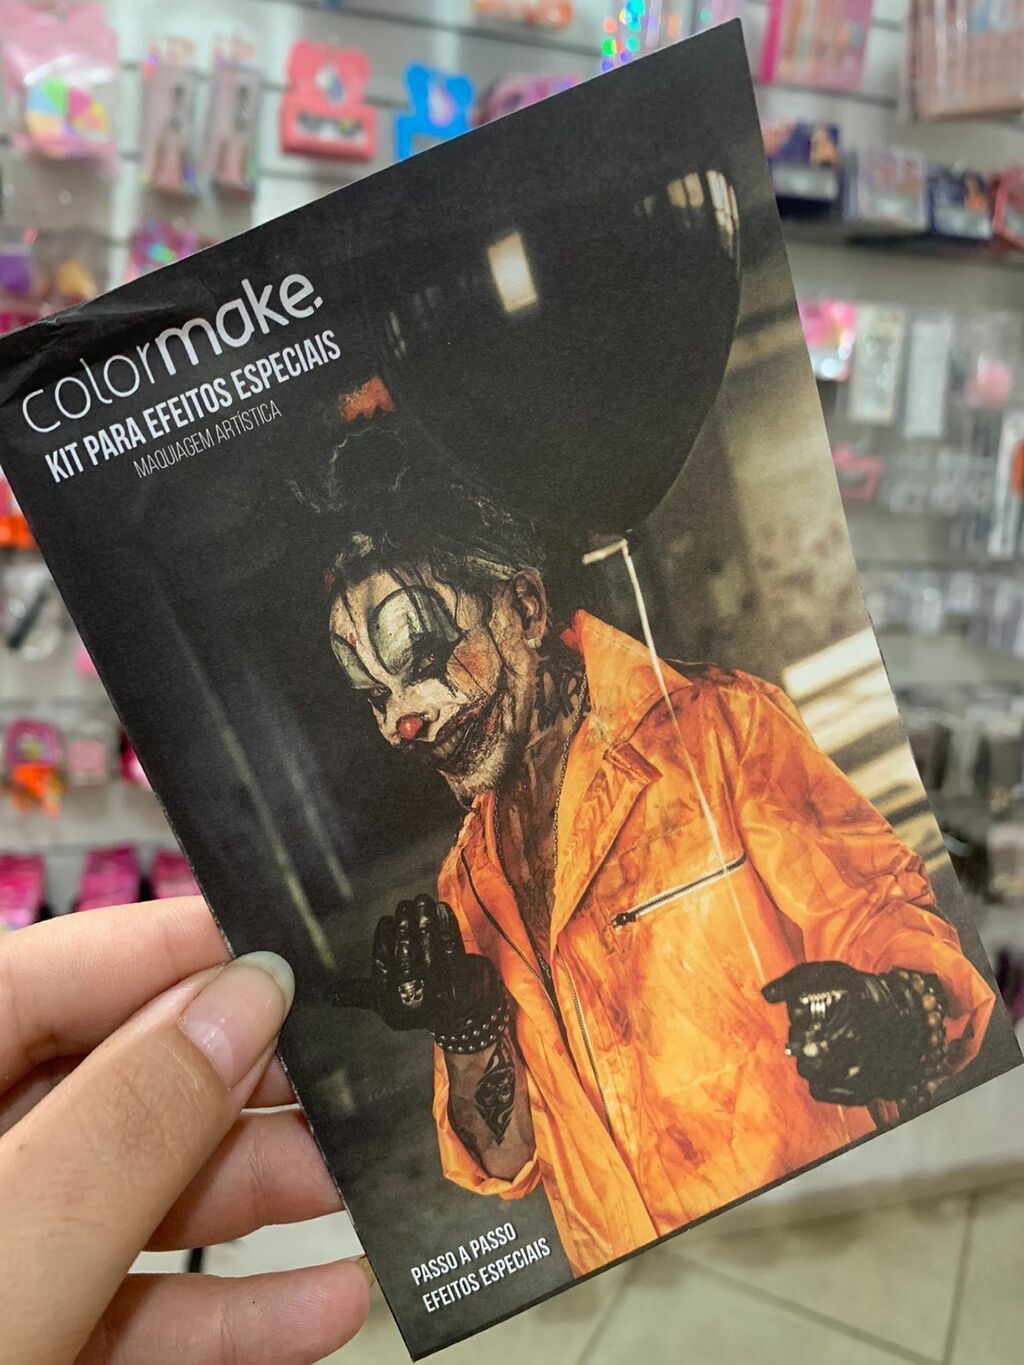 colormake.
KIT PARA EFEITOS ESPECIAIS
MAQUIAGEM ARTÍSTICA
PASSO A PASSO
EFEITOS ESPECIAIS